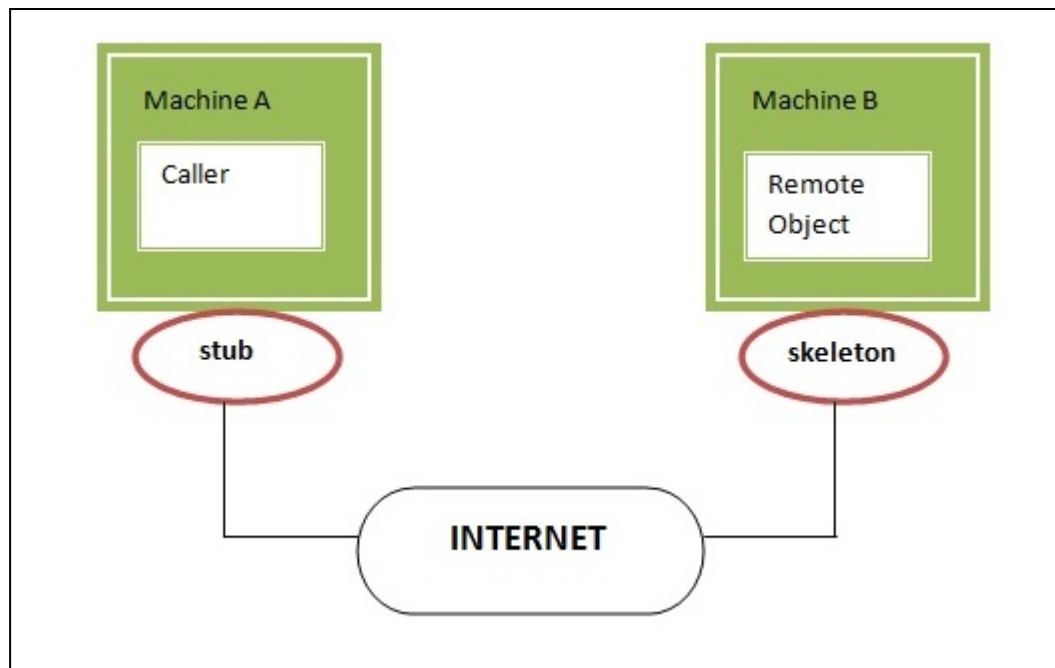 Machine A
Caller
stub
Machine B
Remote
Object
skeleton
INTERNET